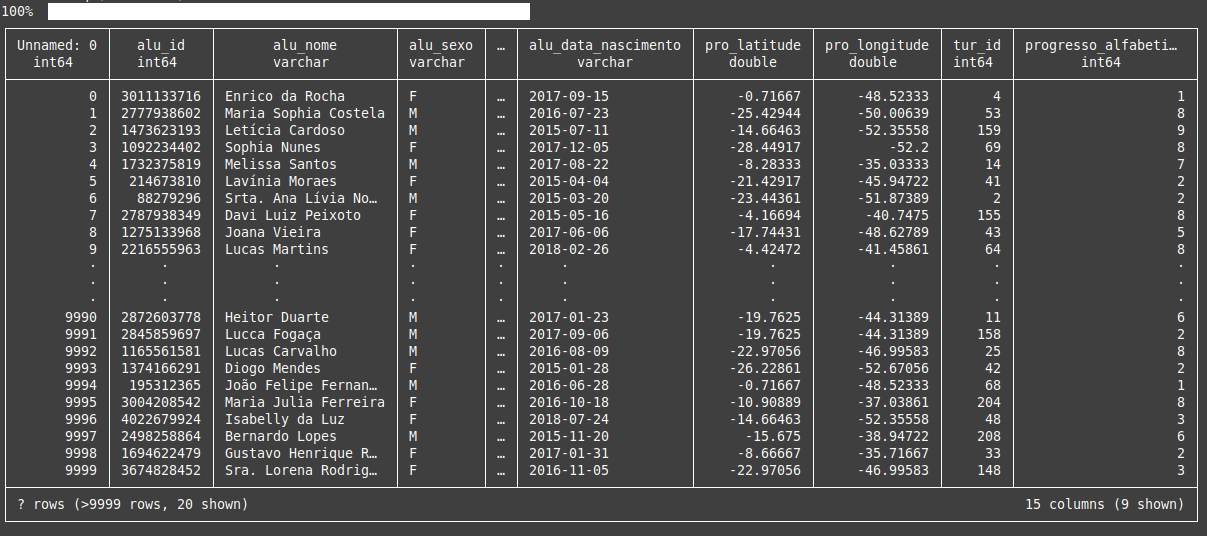 100%
Unnamed: 0 alu_id alu_nome alu_sexo … alu_data_nascimento pro_latitude pro_longitude tur_id progresso_alfabeti…
int64 int64 varchar varchar varchar double double int64 int64
0 3011133716 Enrico da Rocha F … 2017-09-15 -0.71667 -48.52333 4 1
1 2777938602 Maria Sophia Costela M … 2016-07-23 -25.42944 -50.00639 53 8
2 1473623193 Letícia Cardoso M … 2015-07-11 -14.66463 -52.35558 159 9
3 1092234402 Sophia Nunes F … 2017-12-05 -28.44917 -52.2 69 8
4 1732375819 Melissa Santos M … 2017-08-22 -8.28333 -35.03333 14 7
5 214673810 Lavínia Moraes F … 2015-04-04 -21.42917 -45.94722 41 2
6 88279296 Srta. Ana Lívia No… M … 2015-03-20 -23.44361 -51.87389 2 2
7 2787938349 Davi Luiz Peixoto F … 2015-05-16 -4.16694 -40.7475 155 8
8 1275133968 Joana Vieira F … 2017-06-06 -17.74431 -48.62789 43 5
9 2216555963 Lucas Martins F … 2018-02-26 -4.42472 -41.45861 64 8
. . . . . . . . . .
. . . . . . . . . .
. . . . . . . . . .
9990 2872603778 Heitor Duarte M … 2017-01-23 -19.7625 -44.31389 11 6
9991 2845859697 Lucca Fogaça M … 2017-09-06 -19.7625 -44.31389 158 2
9992 1165561581 Lucas Carvalho M … 2016-08-09 -22.97056 -46.99583 25 8
9993 1374166291 Diogo Mendes F … 2015-01-28 -26.22861 -52.67056 42 2
9994 195312365 João Felipe Fernan… M … 2016-06-28 -0.71667 -48.52333 68 1
9995 3004208542 Maria Julia Ferreira F … 2016-10-18 -10.90889 -37.03861 204 8
9996 4022679924 Isabelly da Luz F … 2018-07-24 -14.66463 -52.35558 48 3
9997 2498258864 Bernardo Lopes M … 2015-11-20 -15.675 -38.94722 208 6
9998 1694622479 Gustavo Henrique R… F … 2017-01-31 -8.66667 -35.71667 33 2
9999 3674828452 Sra. Lorena Rodrig… F … 2016-11-05 -22.97056 -46.99583 148 3
? rows (>9999 rows, 20 shown) 15 columns (9 shown)